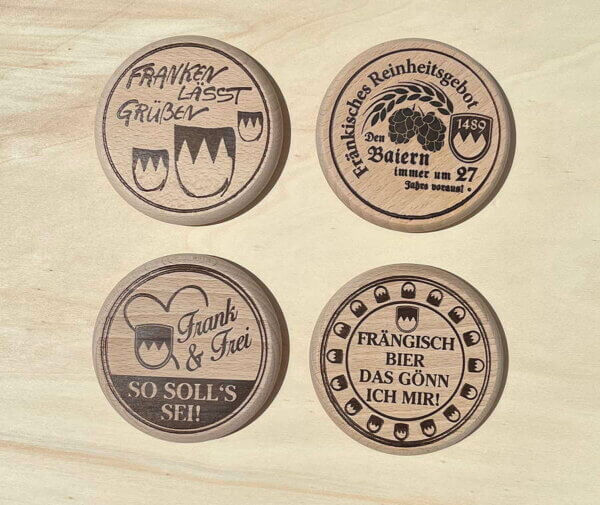 FRANKEN
LÄSST
GRÜßEN
Fränkisches Reinheitsgebot
1489
Den
Baiern
immer um 27
Jahre voraus!
Frank
& Frei
SO SOLL'S
SEI!
FRÄNGISCH
BIER
DAS GÖNN
ICH MIR!